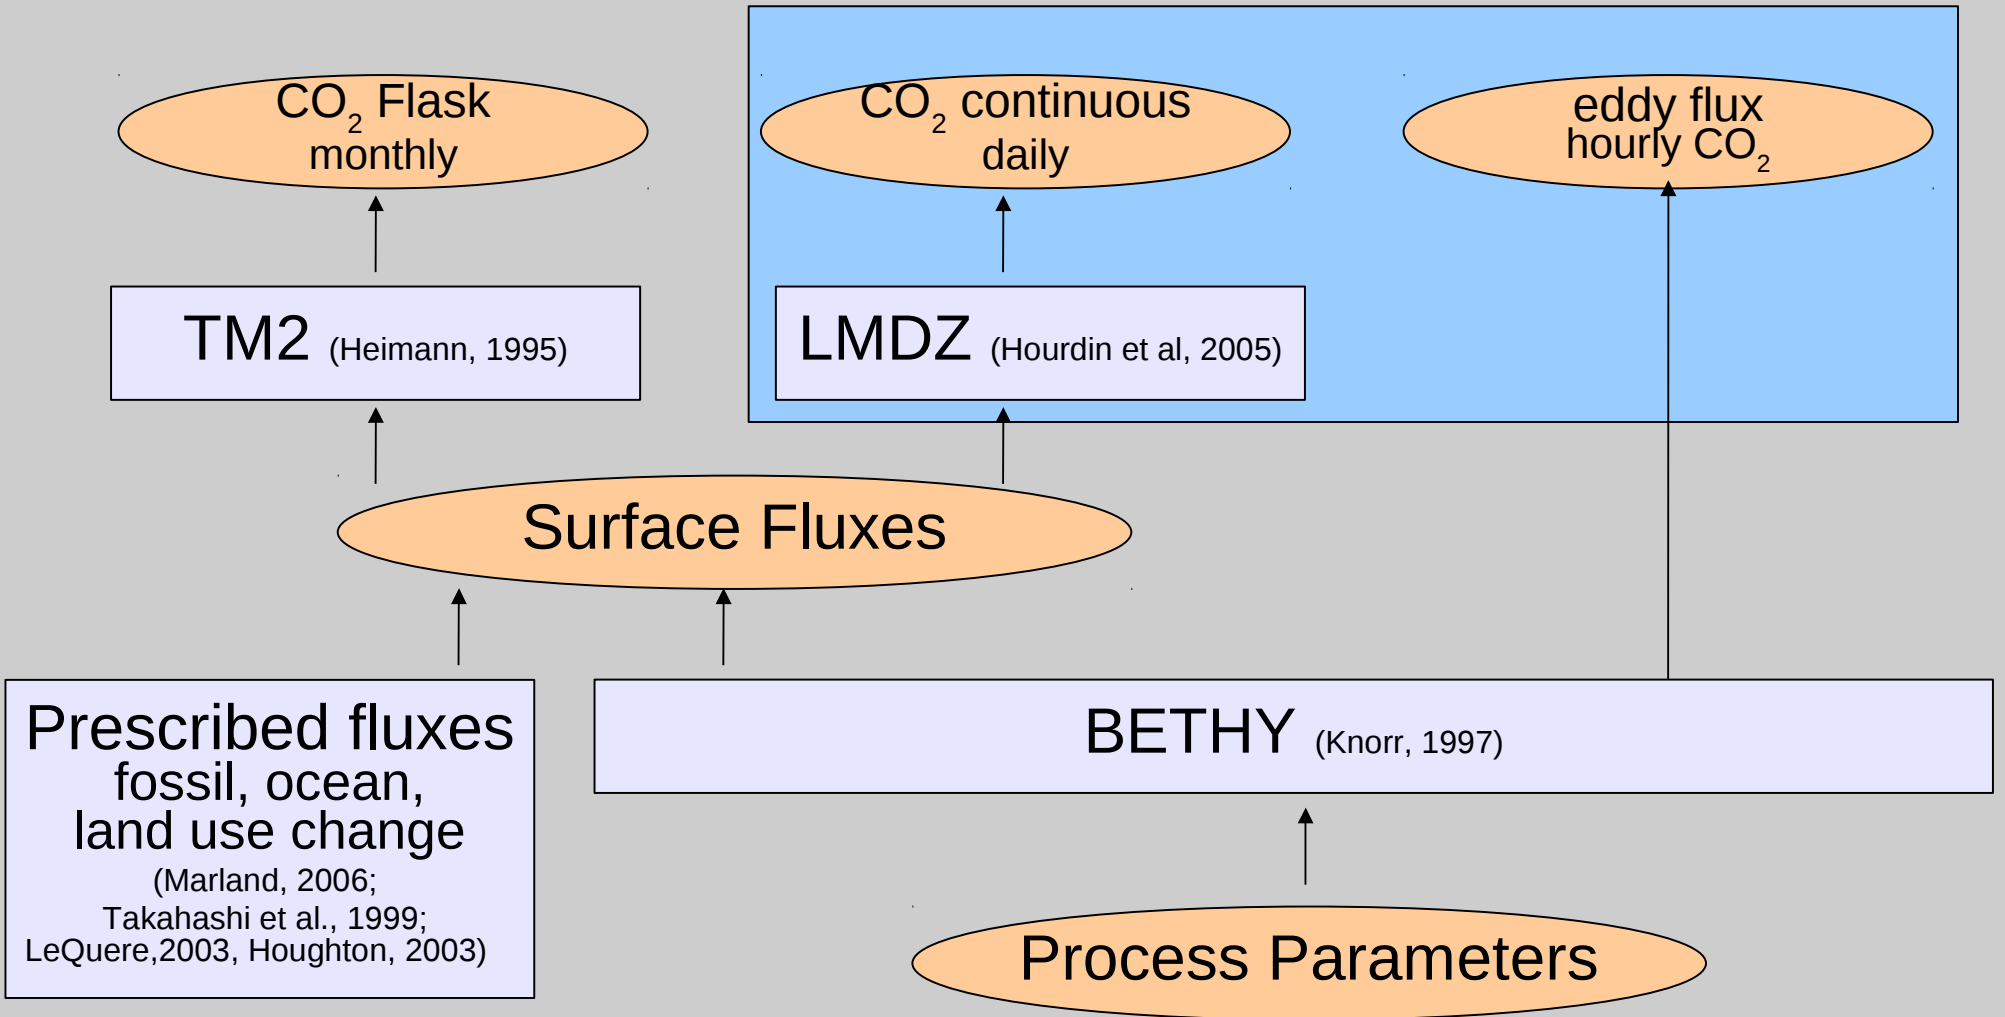 CO₂ Flask
monthly
CO₂ continuous
daily
eddy flux
hourly CO₂
TM2 (Heimann, 1995)
LMDZ (Hourdin et al, 2005)
Surface Fluxes
Prescribed fluxes
fossil, ocean,
land use change
(Marland, 2006;
Takahashi et al., 1999;
LeQuere,2003, Houghton, 2003)
BETHY (Knorr, 1997)
Process Parameters